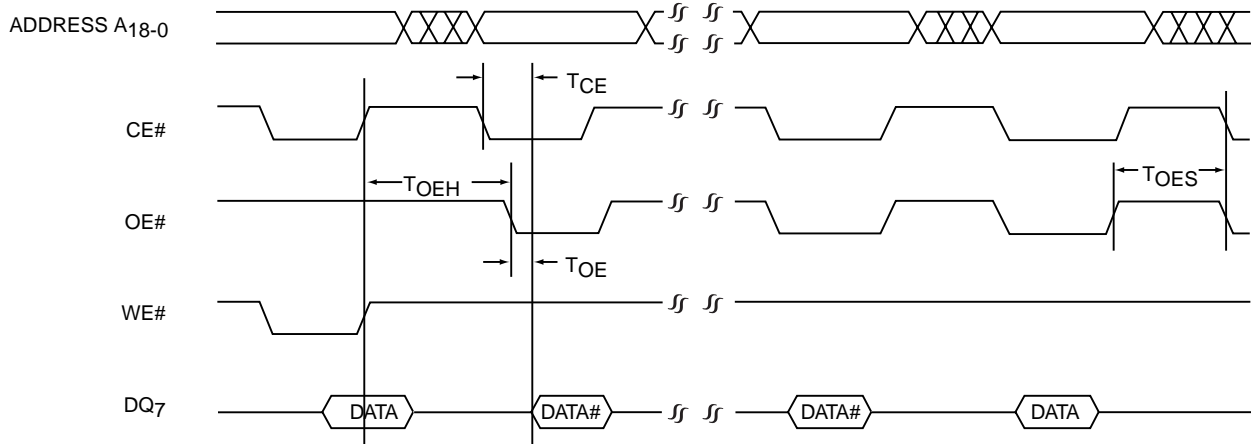 ADDRESS A18-0
TCE
CE#
TOEH
TOES
OE#
TOE
WE#
DQ7
DATA
DATA#
DATA#
DATA